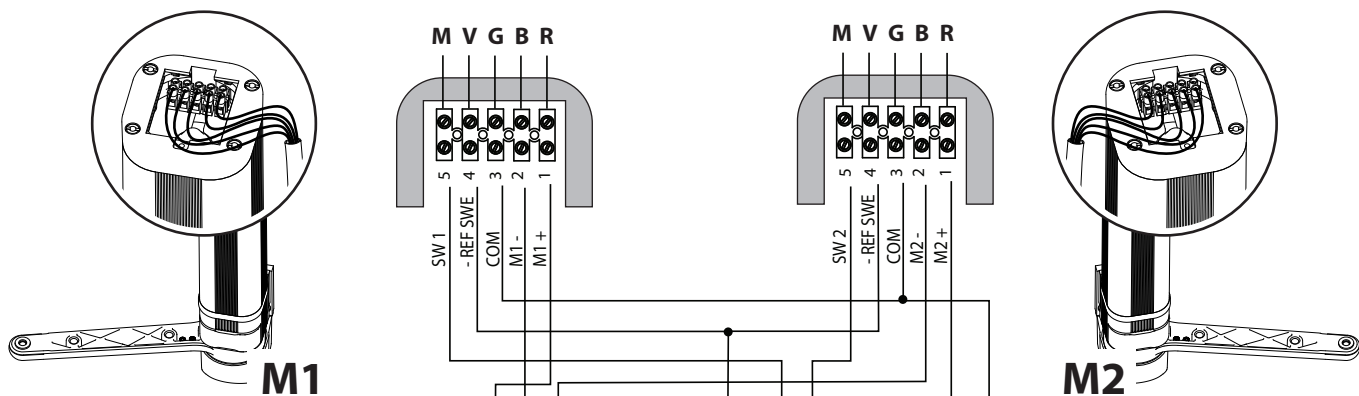 M V G B R
M V G B R
5 4 3 2 1
5 4 3 2 1
SW 1
- REF SWE
COM
M1 -
M1 +
SW 2
- REF SWE
COM
M2 -
M2 +
M1
M2